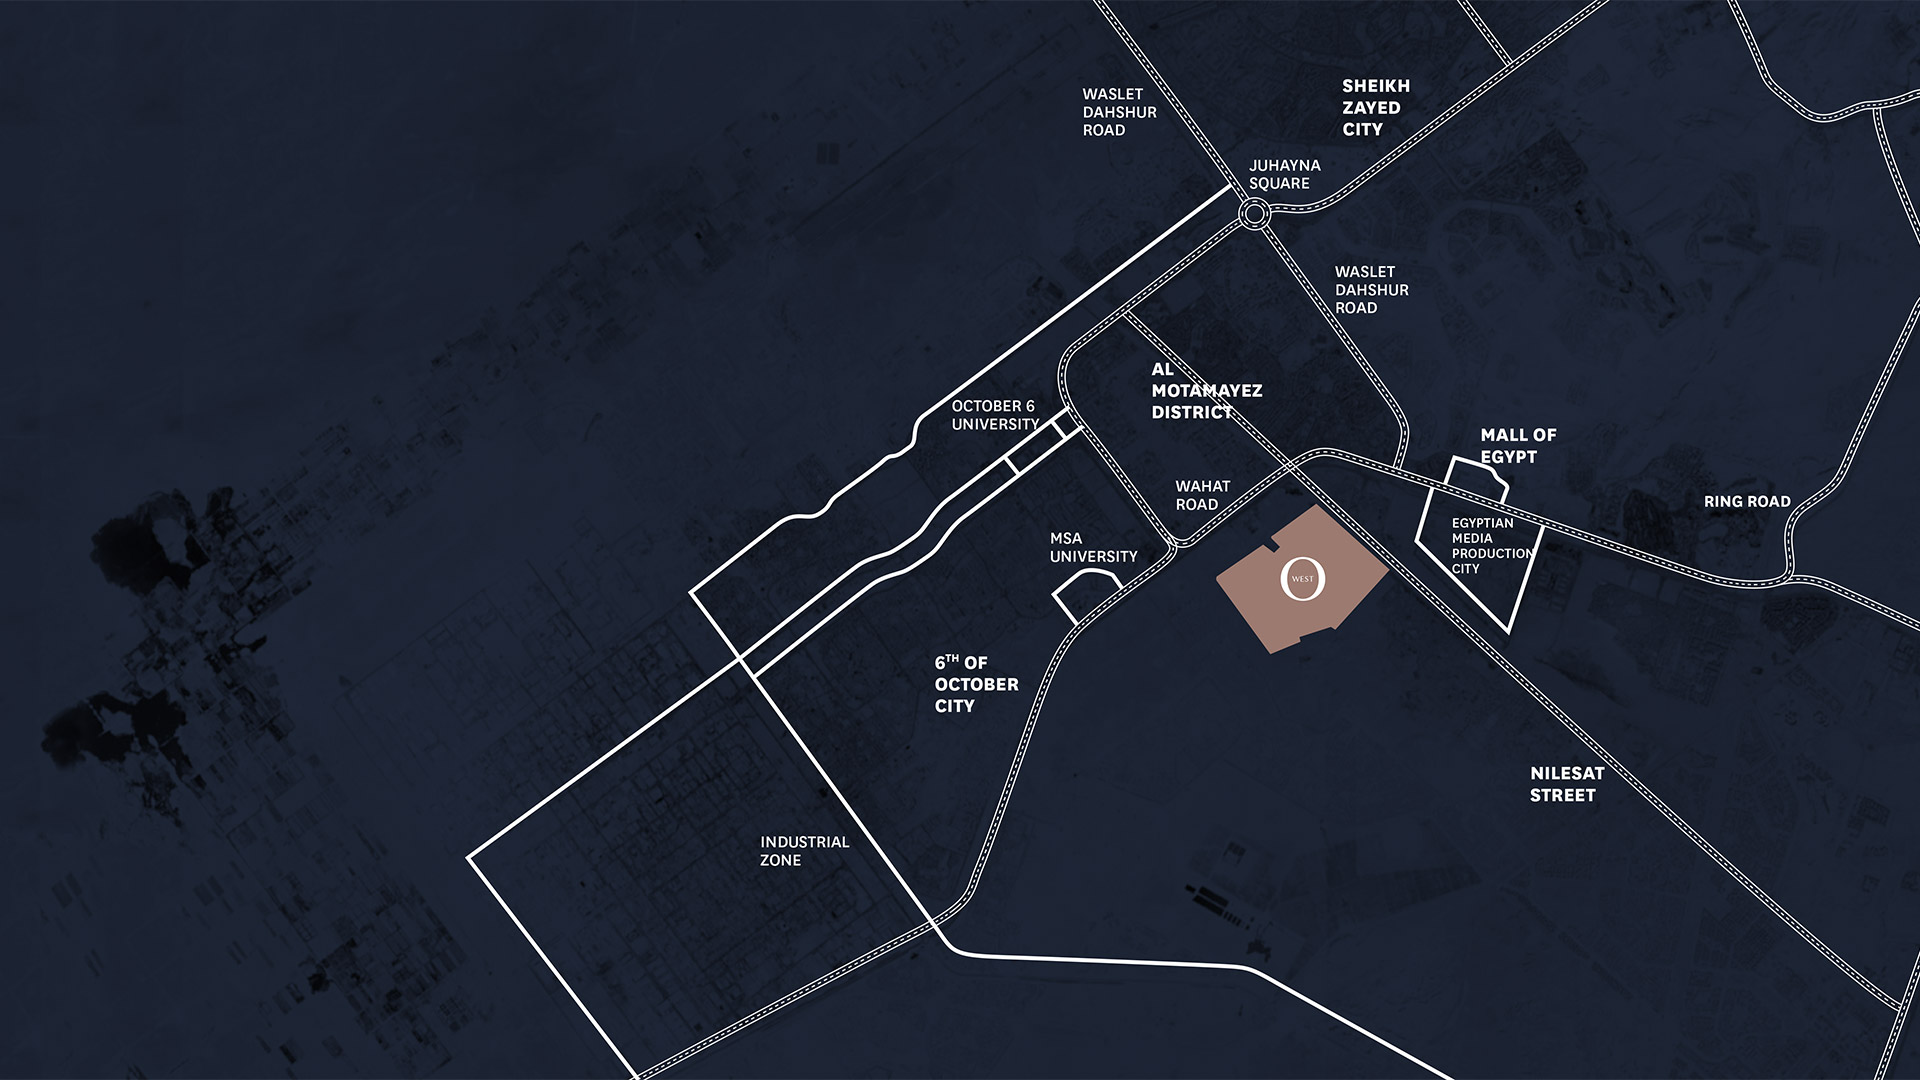 WASLET
DAHSHUR
ROAD
SHEIKH
ZAYED
CITY
JUHAYNA
SQUARE
WASLET
DAHSHUR
ROAD
AL
MOTAMAYEZ
DISTRICT
OCTOBER 6
UNIVERSITY
MALL OF
EGYPT
WAHAT
ROAD
RING ROAD
EGYPTIAN
MEDIA
PRODUCTION
CITY
MSA
UNIVERSITY
O
WEST
6TH OF
OCTOBER
CITY
NILESAT
STREET
INDUSTRIAL
ZONE